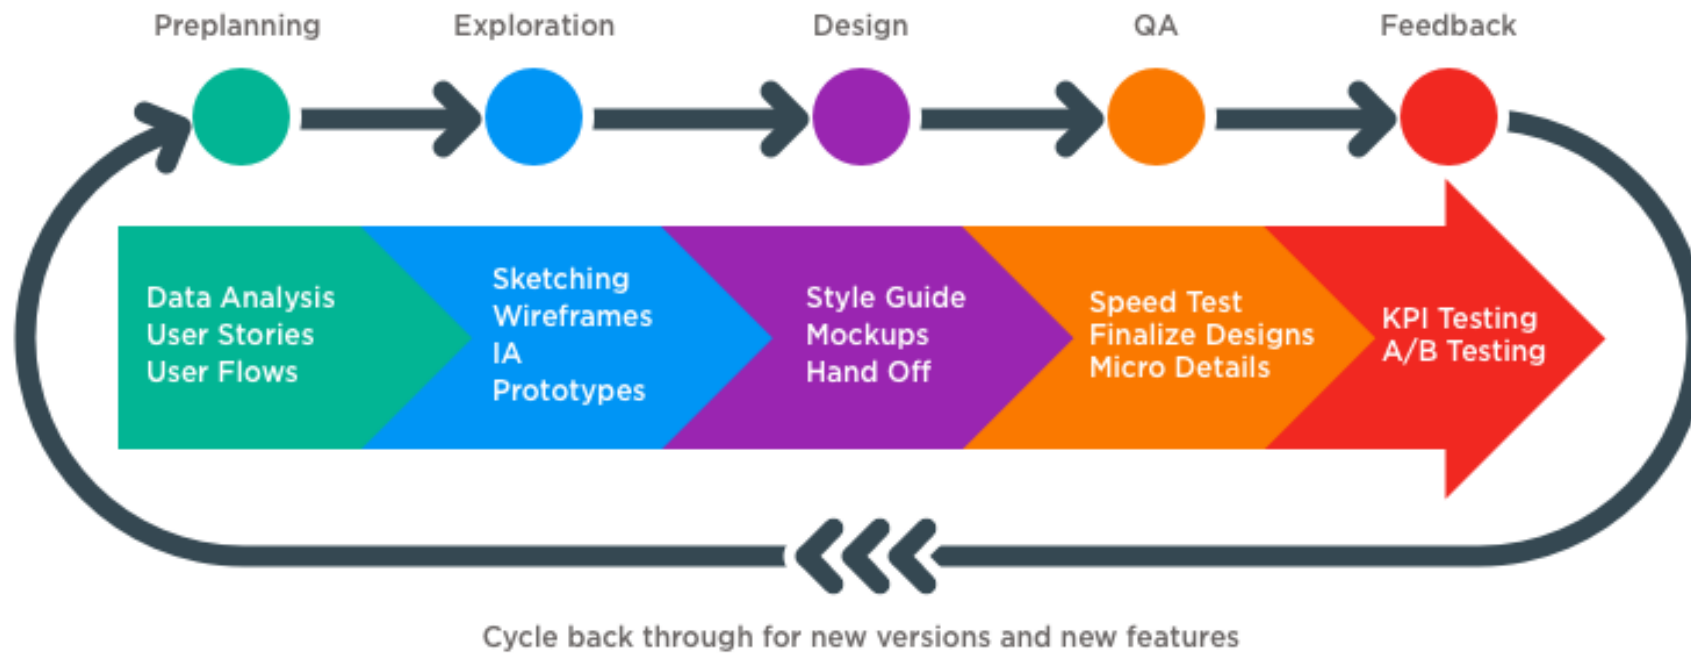 Preplanning
Exploration
Design
QA
Feedback
Data Analysis
User Stories
User Flows
Sketching
Wireframes
IA
Prototypes
Style Guide
Mockups
Hand Off
Speed Test
Finalize Designs
Micro Details
KPI Testing
A/B Testing
Cycle back through for new versions and new features